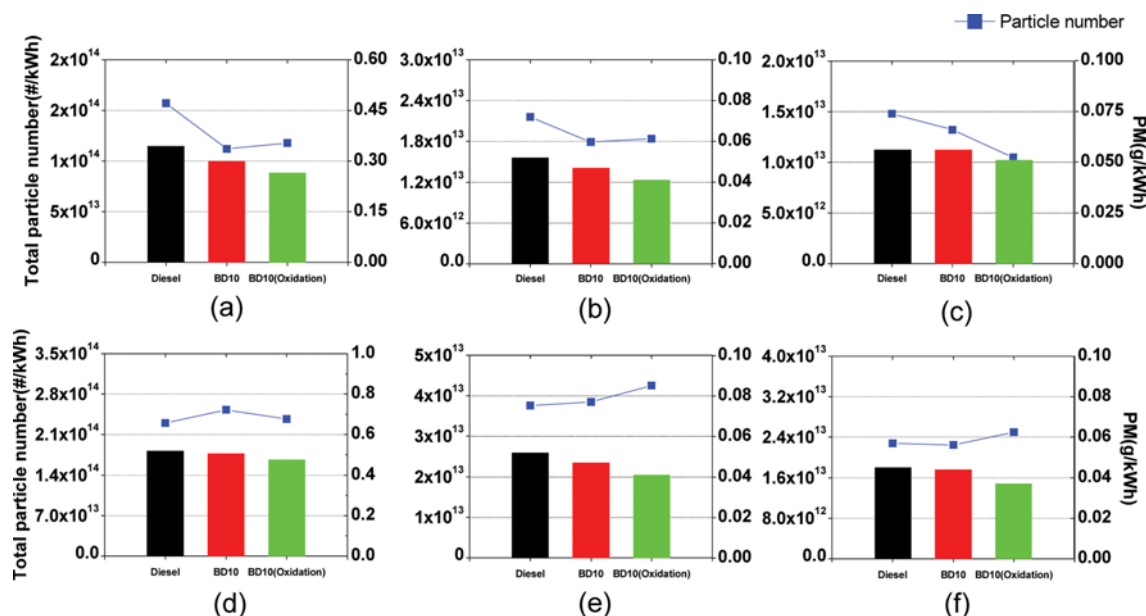 Particle number
Total particle number(#/kWh)
2x10^14
2x10^14
1x10^14
5x10^13
0
0.60
0.45
0.30
0.15
0.00
Diesel BD10 BD10(Oxidation)
(a)
3.0x10^13
2.4x10^13
1.8x10^13
1.2x10^13
6.0x10^12
0.0
0.10
0.08
0.06
0.04
0.02
0.00
Diesel BD10 BD10(Oxidation)
(b)
2.0x10^13
1.5x10^13
1.0x10^13
5.0x10^12
0.0
0.100
0.075
0.050
0.025
0.000
PM(g/kWh)
Diesel BD10 BD10(Oxidation)
(c)
Total particle number(#/kWh)
3.5x10^14
2.8x10^14
2.1x10^14
1.4x10^14
7.0x10^13
0.0
1.0
0.8
0.6
0.4
0.2
0.0
Diesel BD10 BD10(Oxidation)
(d)
5x10^13
4x10^13
3x10^13
2x10^13
1x10^13
0
0.10
0.08
0.06
0.04
0.02
0.00
Diesel BD10 BD10(Oxidation)
(e)
4.0x10^13
3.2x10^13
2.4x10^13
1.6x10^13
8.0x10^12
0.0
0.10
0.08
0.06
0.04
0.02
0.00
PM(g/kWh)
Diesel BD10 BD10(Oxidation)
(f)